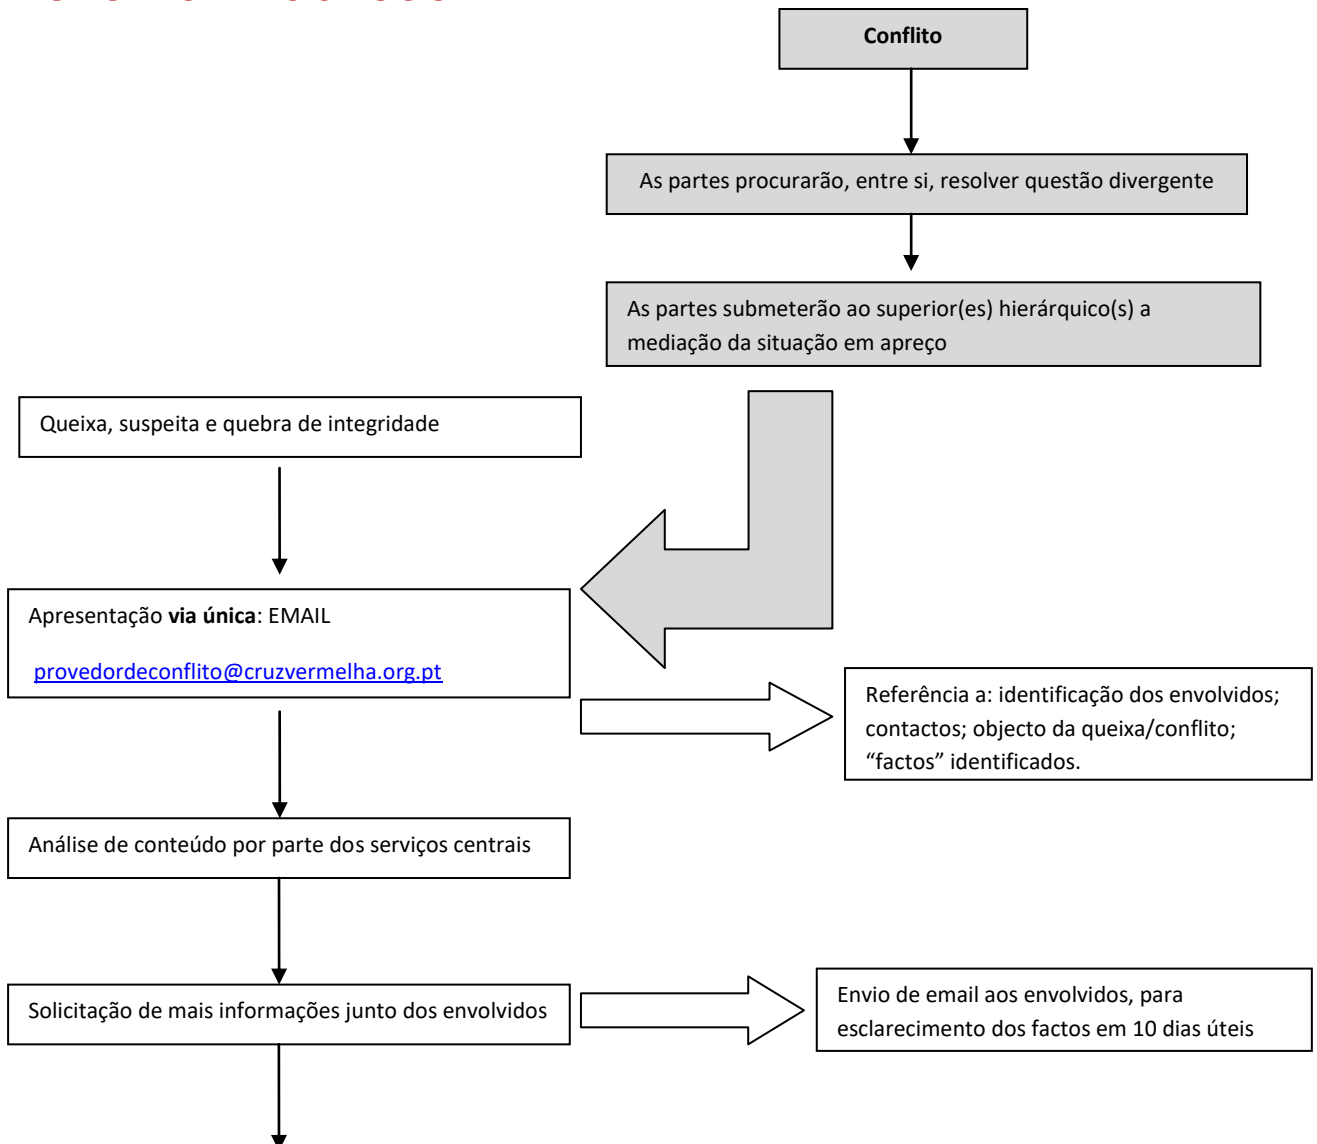 Conflito
As partes procurarão, entre si, resolver questão divergente
As partes submeterão ao superior(es) hierárquico(s) a
mediação da situação em apreço
Queixa, suspeita e quebra de integridade
Apresentação via única: EMAIL
provedordeconflito@cruzvermelha.org.pt
Referência a: identificação dos envolvidos;
contactos; objecto da queixa/conflito;
“factos” identificados.
Análise de conteúdo por parte dos serviços centrais
Solicitação de mais informações junto dos envolvidos
Envio de email aos envolvidos, para
esclarecimento dos factos em 10 dias úteis